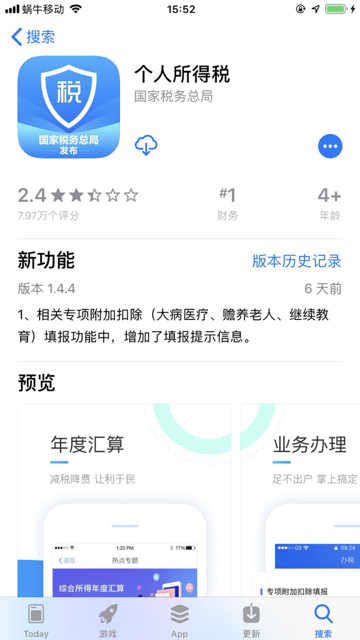 蜗牛移动 15:52
搜索
税
国家税务总局
发布
个人所得税
国家税务总局
2.4 #1 4+
7.97万个评分 财务 年龄
新功能 版本历史记录
版本 1.4.4 6 天前
1、相关专项附加扣除（大病医疗、赡养老人、继续教
育）填报功能中，增加了填报提示信息。
预览
年度汇算 业务办理
减税降费 让利于民 足不出户 掌上搞定
1:20 PM 77% 09:24
返回 热点专题 办税
综合所得年度汇算 专项附加扣除填报
Today 游戏 App 更新 搜索